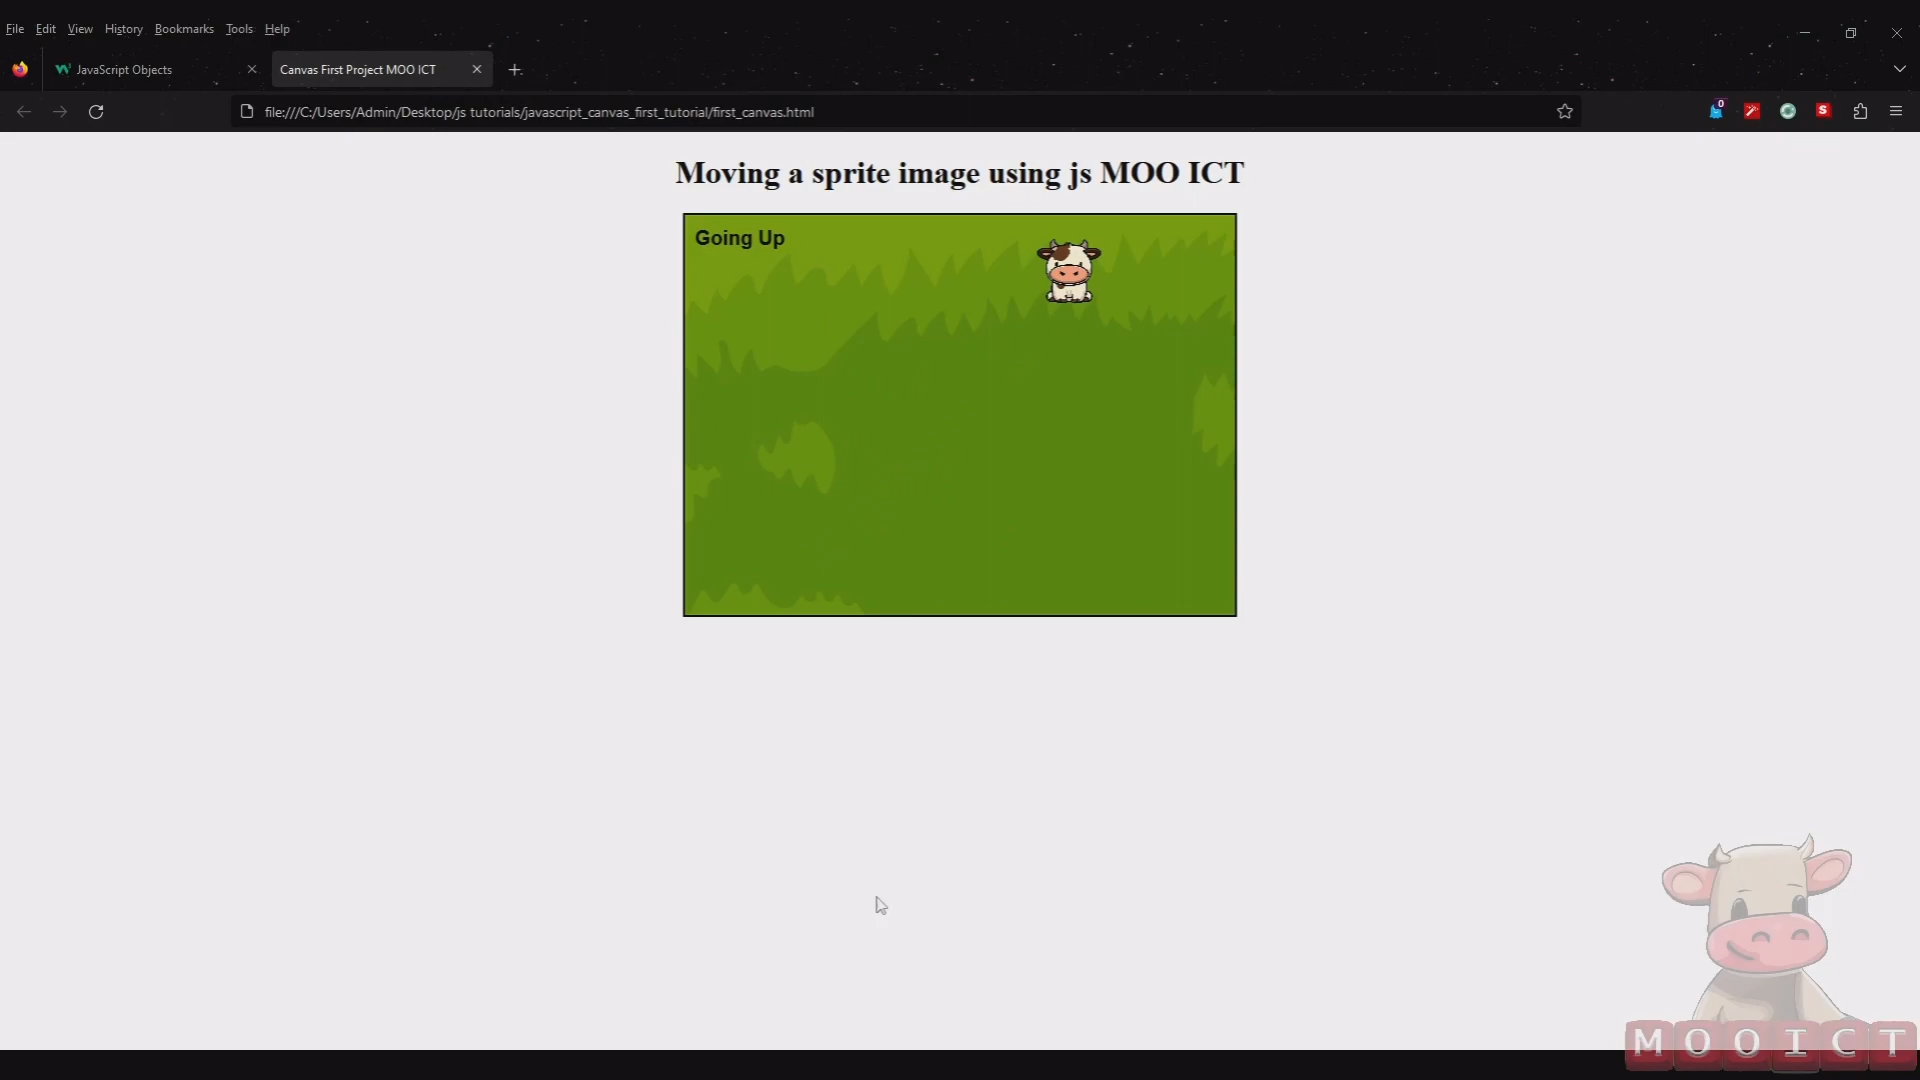 File Edit View History Bookmarks Tools Help
JavaScript Objects
Canvas First Project MOO ICT
file:///C:/Users/Admin/Desktop/js tutorials/javascript_canvas_first_tutorial/first_canvas.html
0
S
Moving a sprite image using js MOO ICT
Going Up
MOOICT